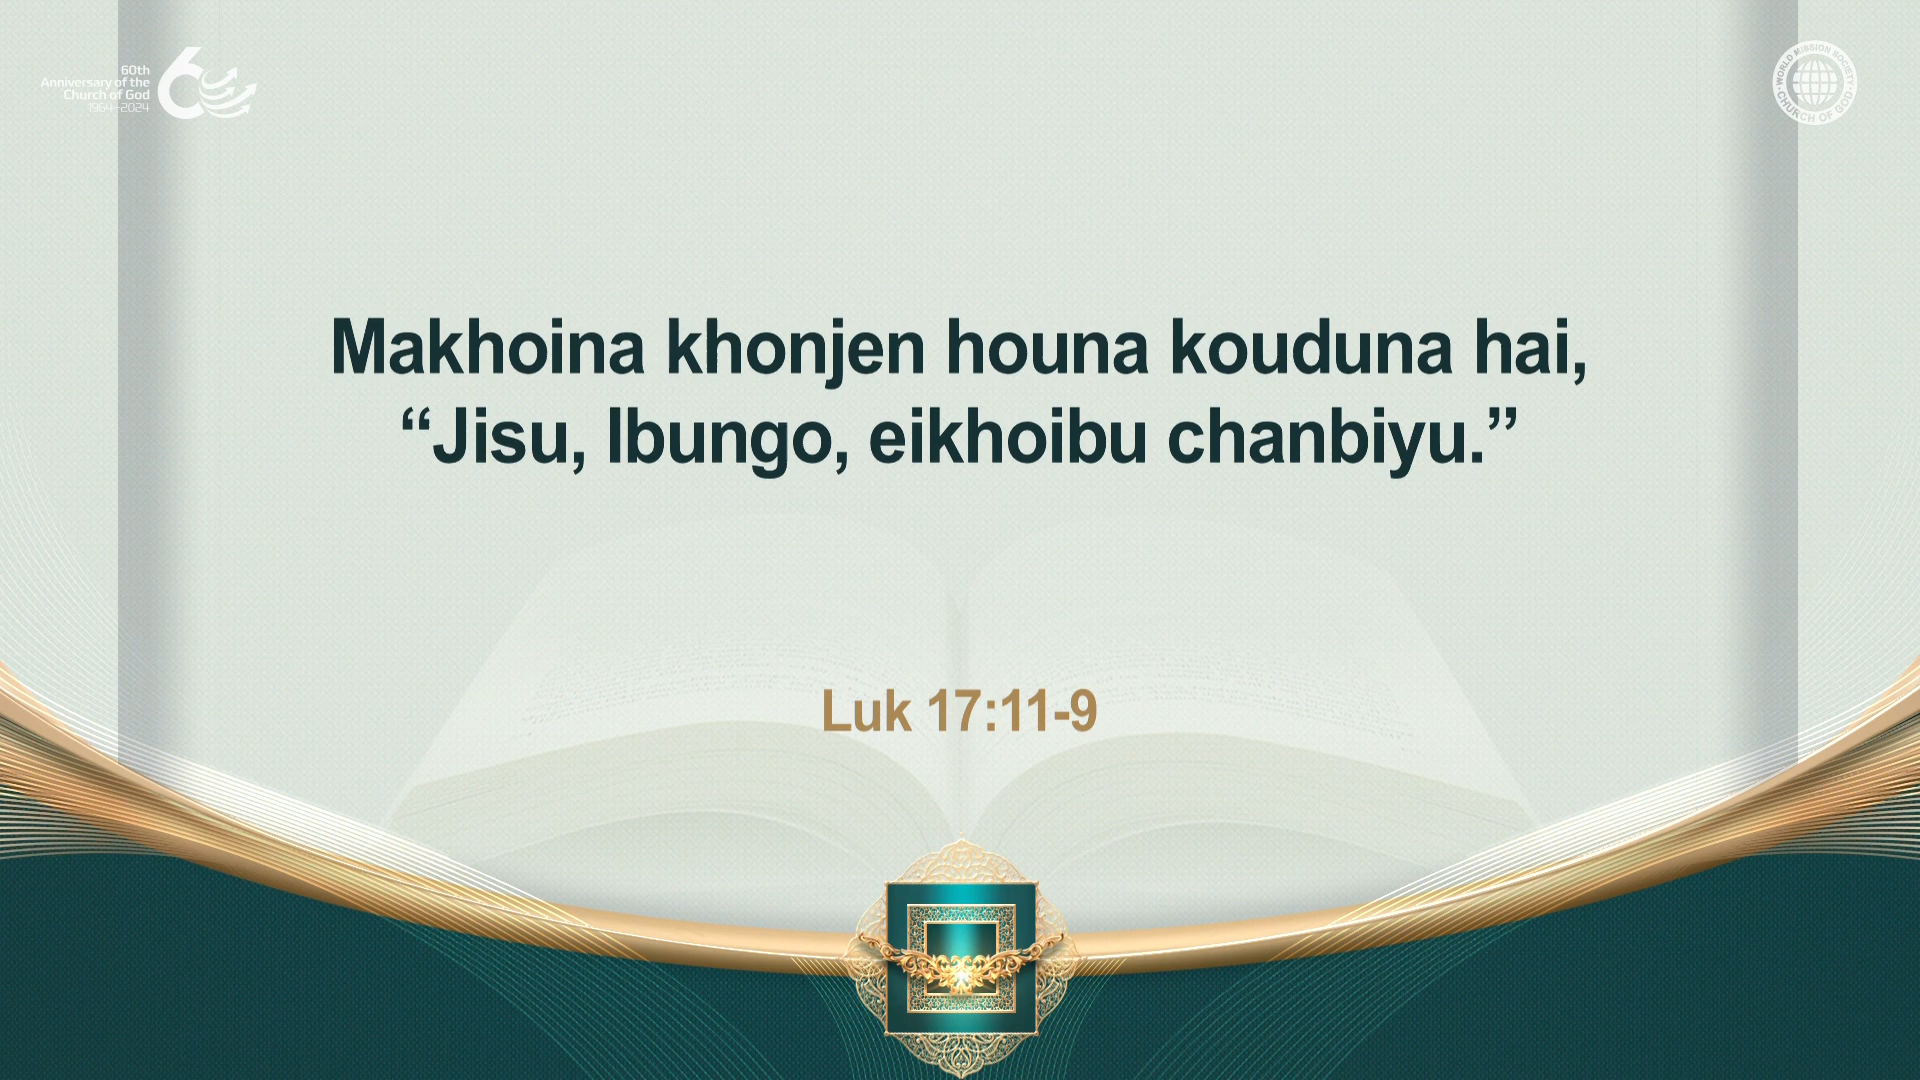 60th
Anniversary of the
Church of God
1964–2024
WORLD MISSION SOCIETY
CHURCH OF GOD
Makhoina khonjen houna kouduna hai,
“Jisu, Ibungo, eikhoibu chanbiyu.”
Luk 17:11-9